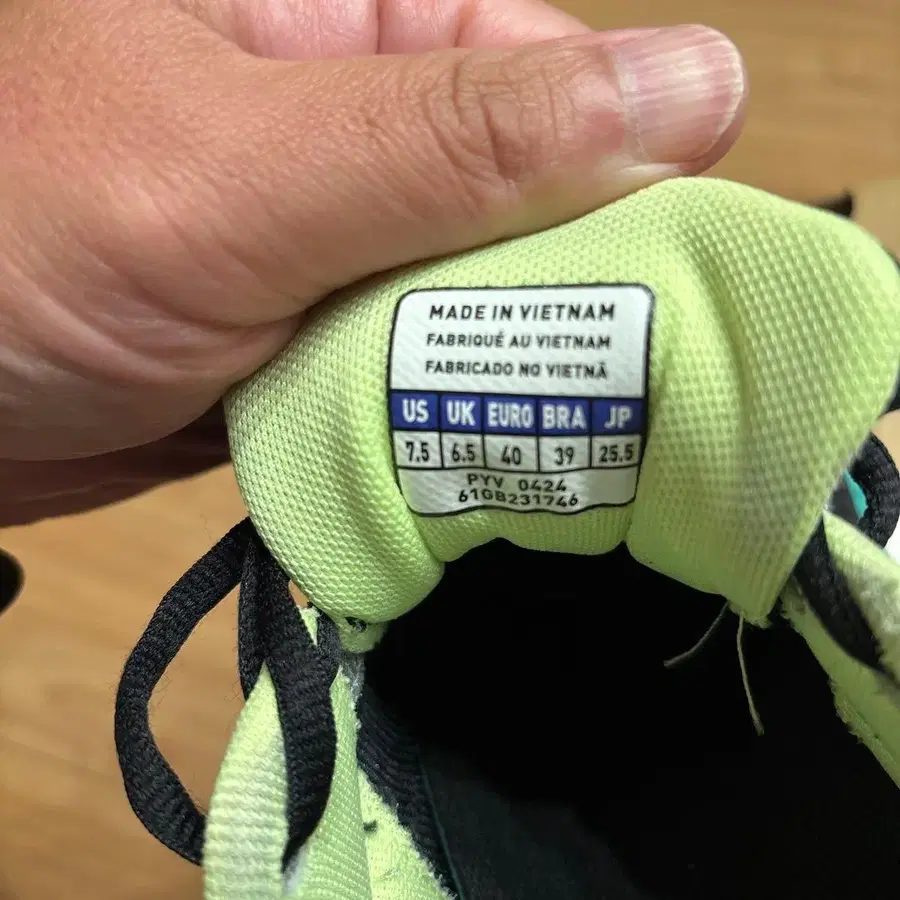 MADE IN VIETNAM
FABRIQUÉ AU VIETNAM
FABRICADO NO VIETNÃ
US UK EURO BRA JP
7.5 6.5 40 39 25.5
PYV 0424
61GB231746